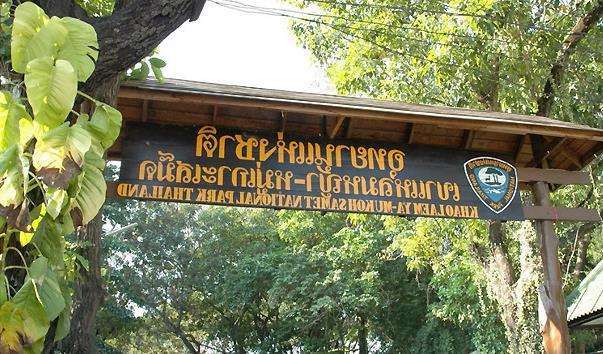 อุทยานแห่งชาติ
เขาแหลมหญ้า-หมู่เกาะเสม็ด
KHAO LAEM YA-MU KOH SAMET NATIONAL PARK THAILAND